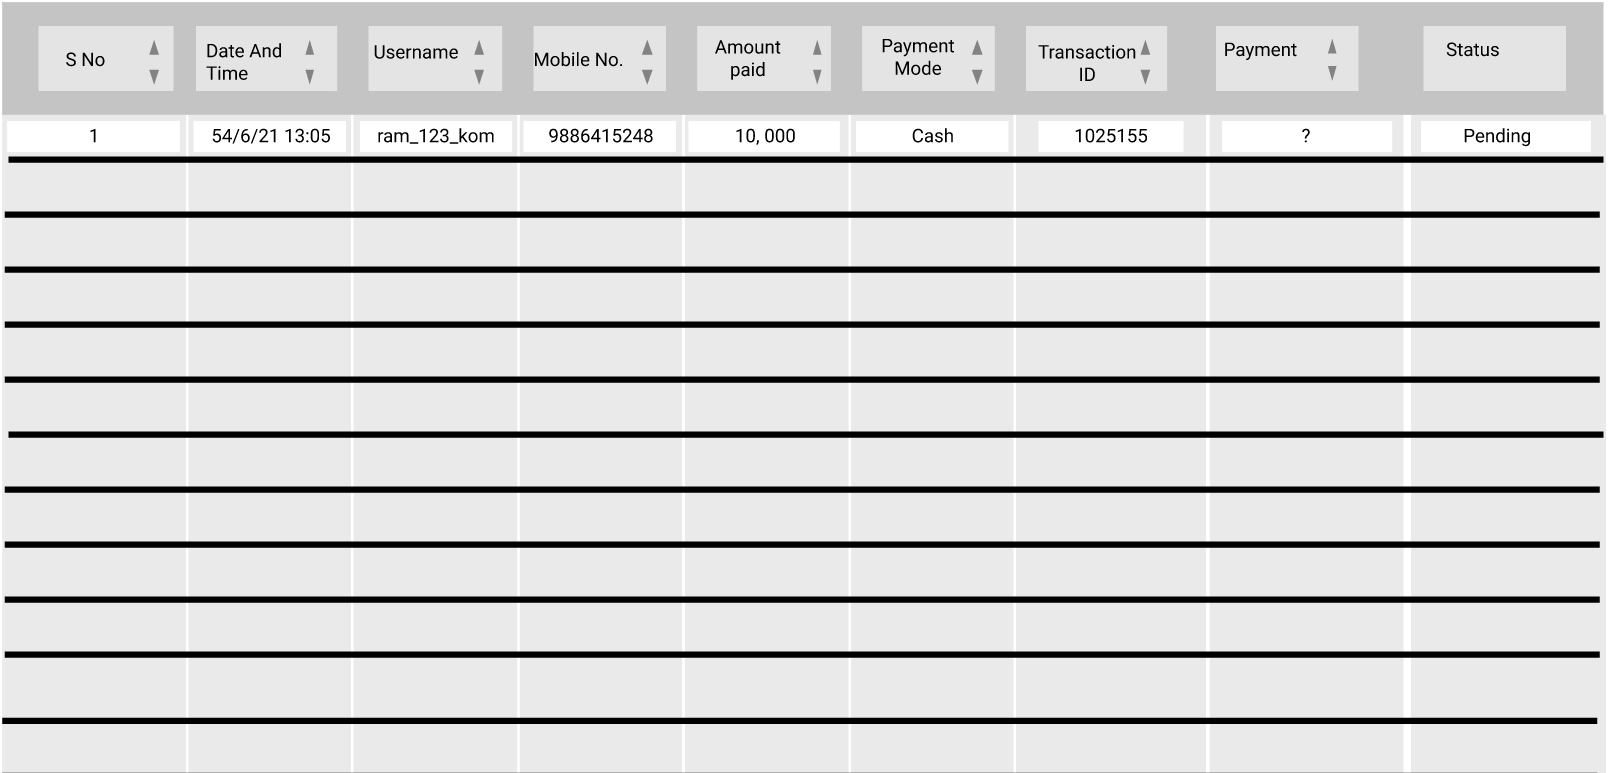 S No
Date And
Time
Username
Mobile No.
Amount
paid
Payment
Mode
Transaction
ID
Payment
Status
1
54/6/21 13:05
ram_123_kom
9886415248
10, 000
Cash
1025155
?
Pending